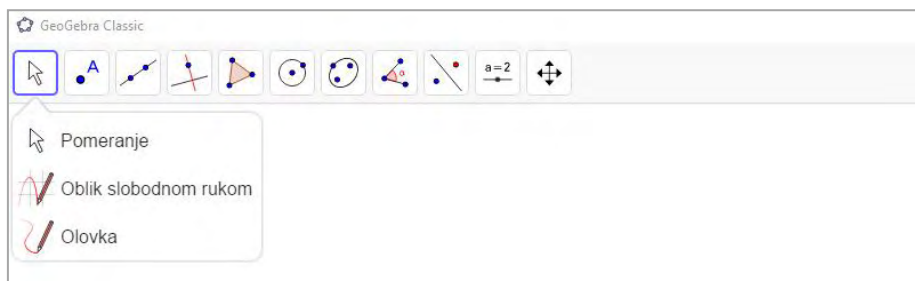 GeoGebra Classic
A
α
a=2
Pomeranje
Oblik slobodnom rukom
Olovka